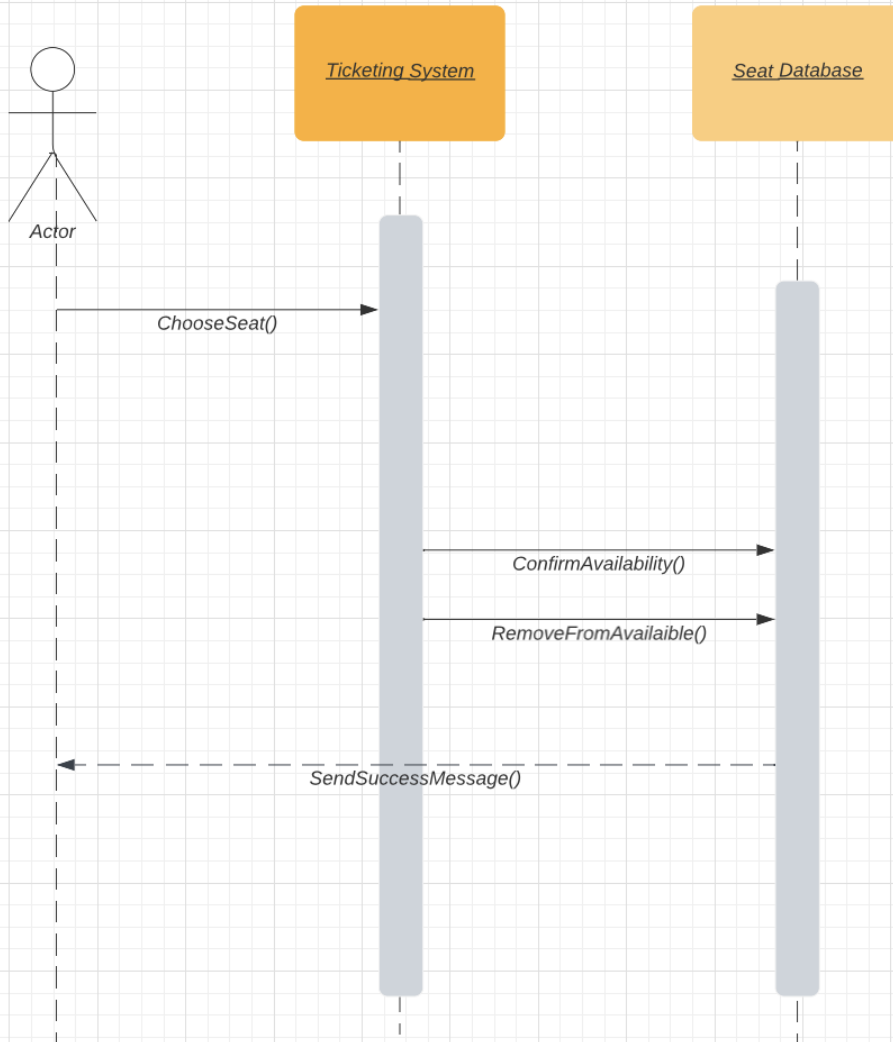 Ticketing System
Seat Database
Actor
ChooseSeat()
ConfirmAvailability()
RemoveFromAvailaible()
SendSuccessMessage()